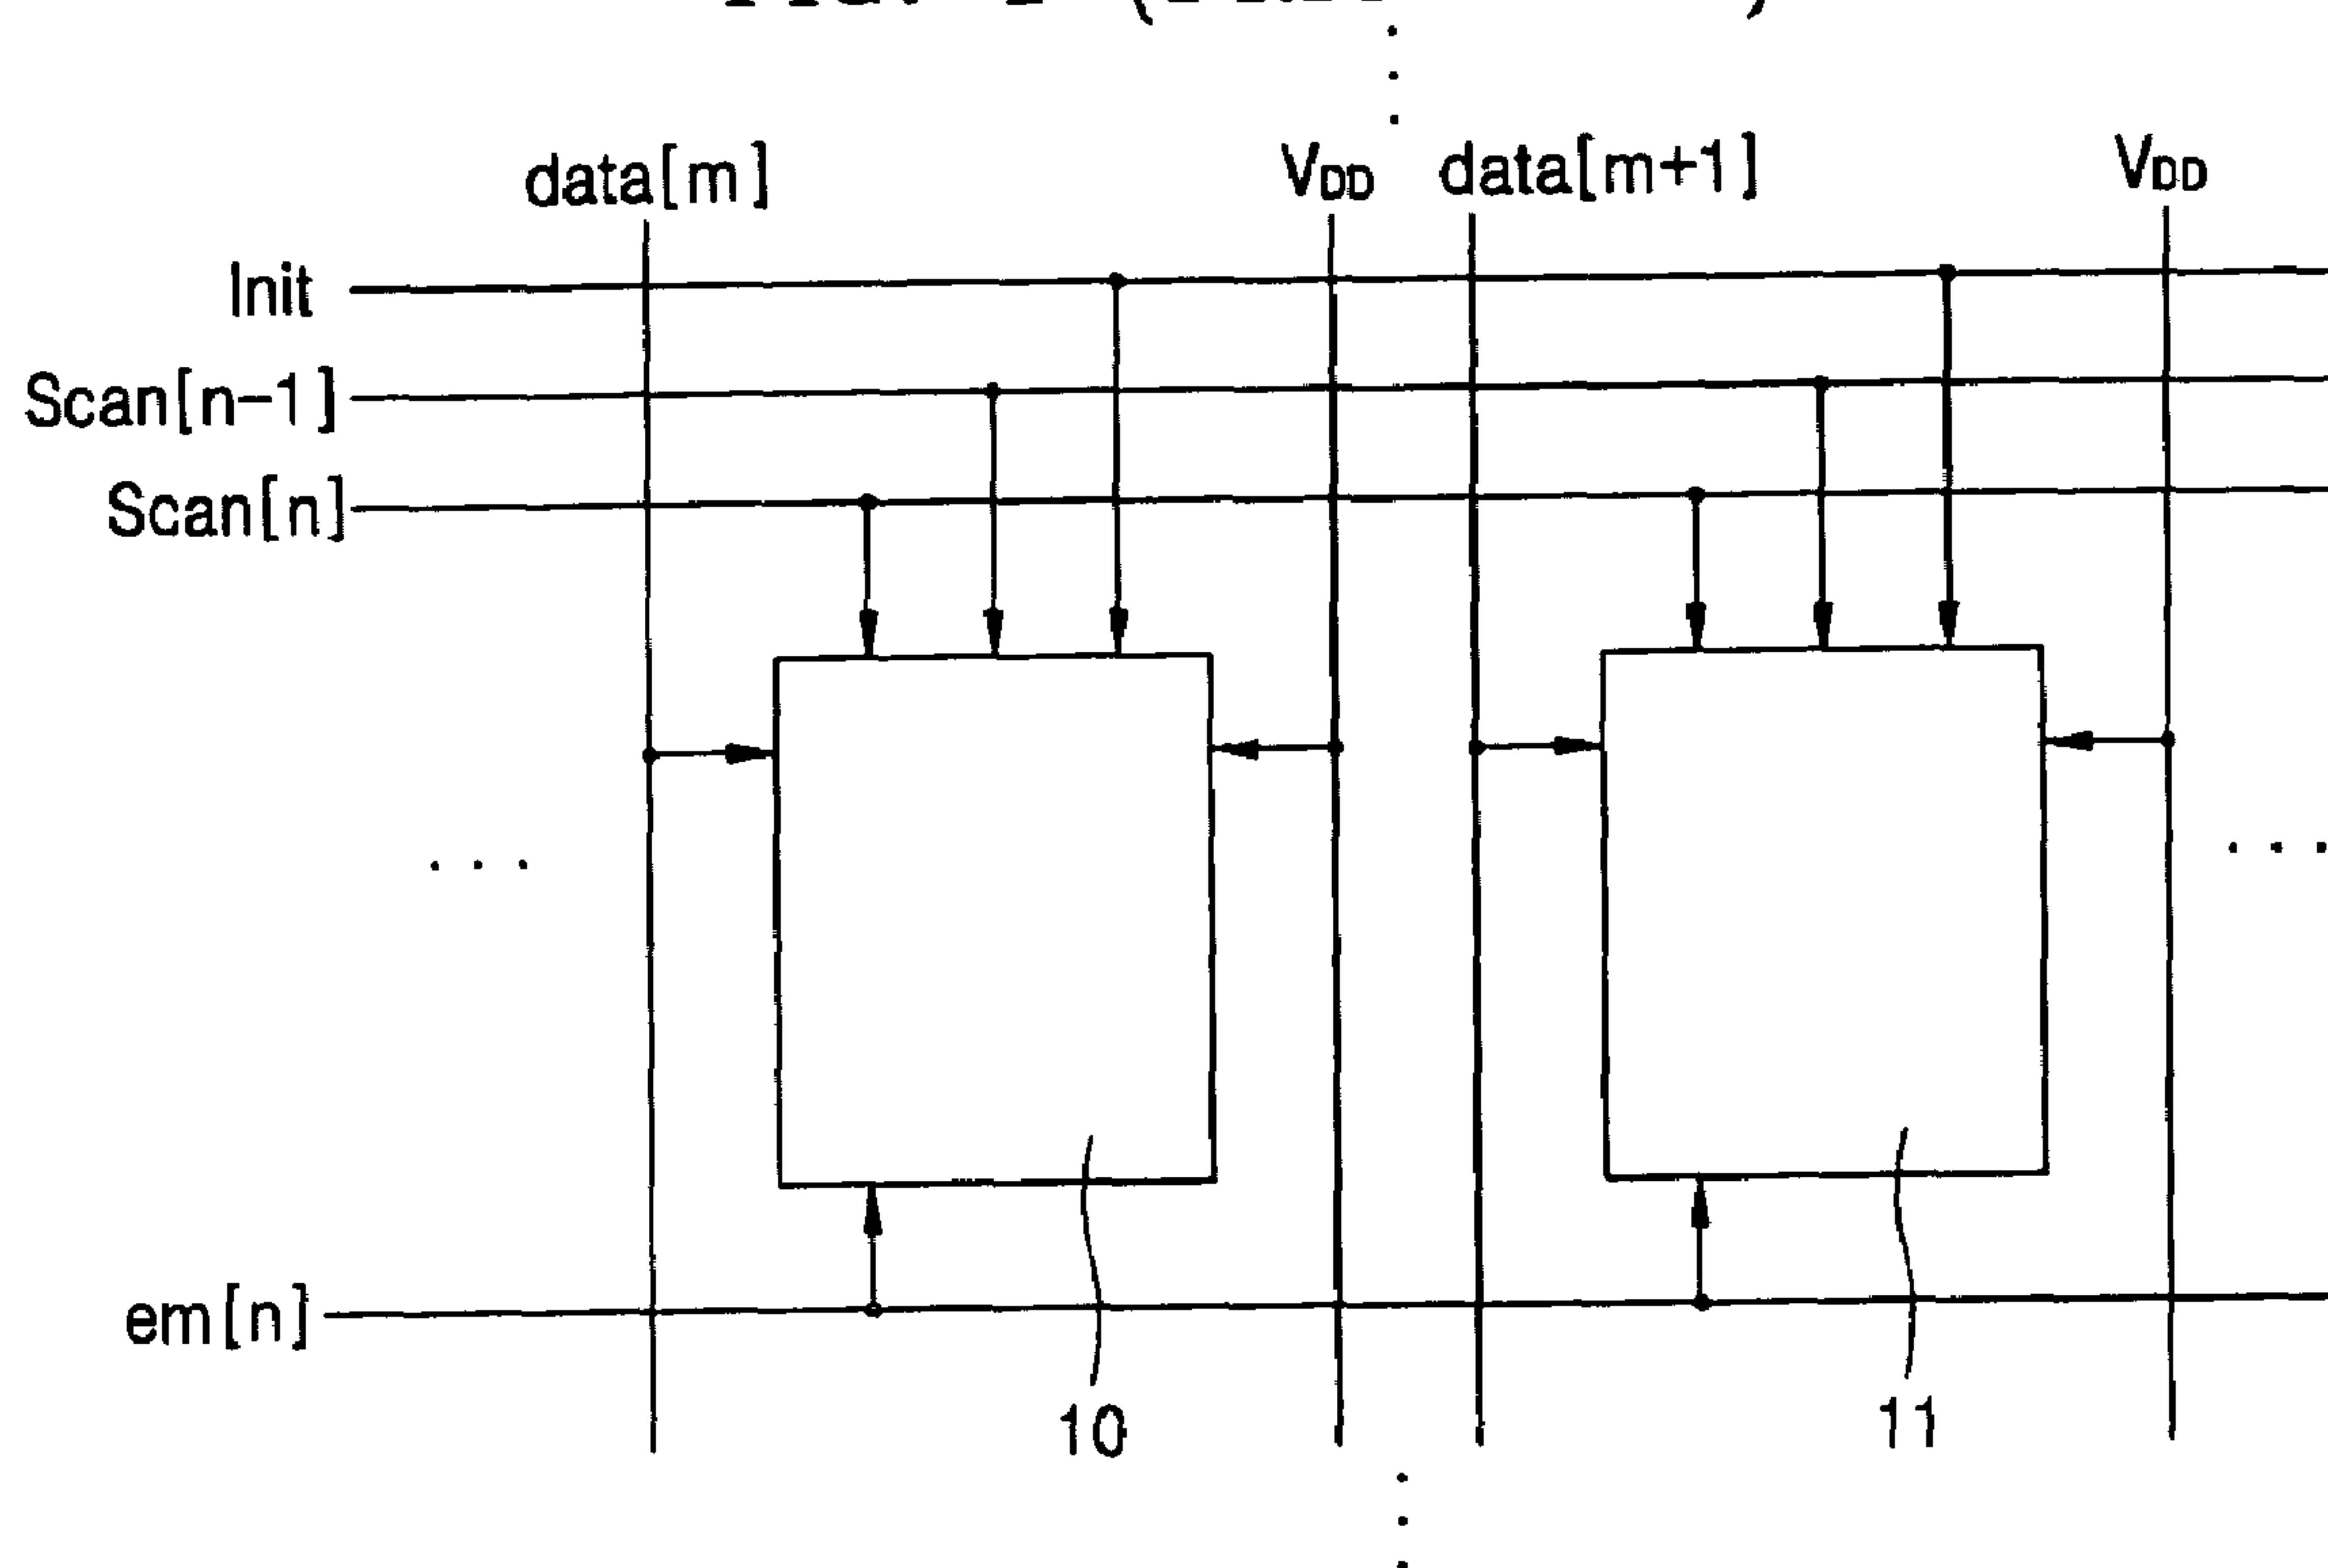 data[m] VDD data[m+1] VDD
Init
Scan[n-1]
Scan[n]
em[n]
10 11